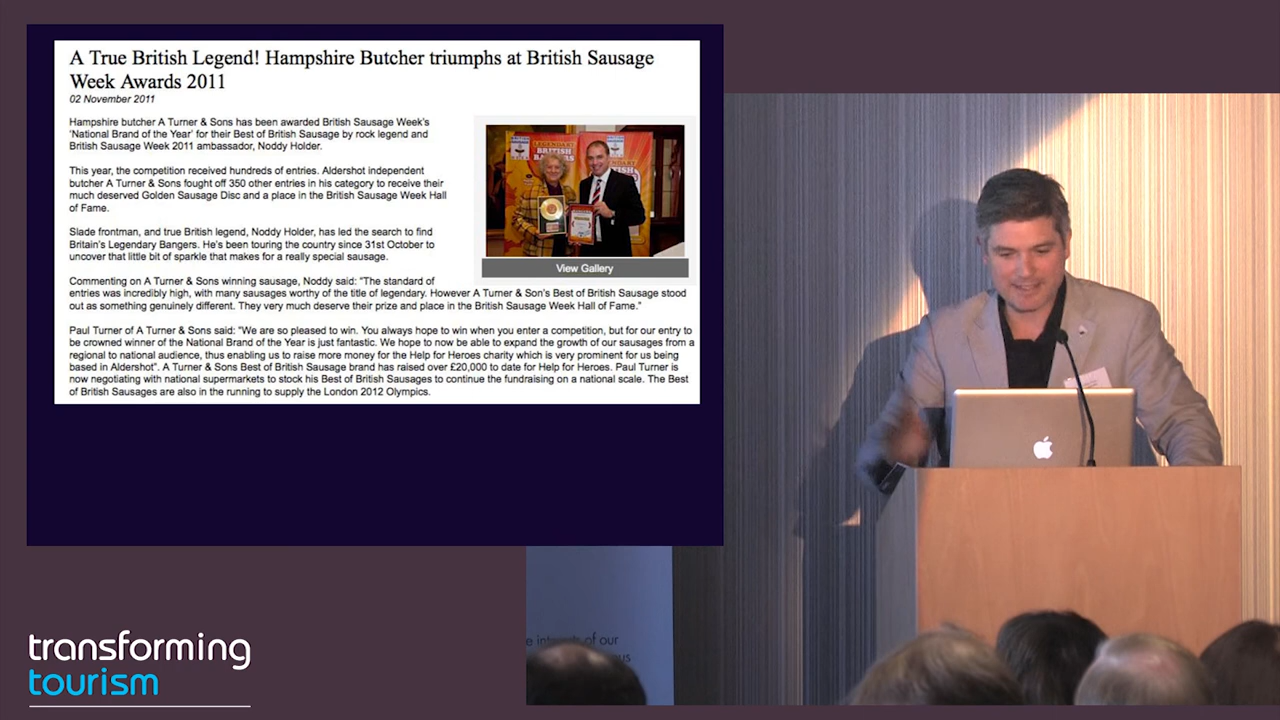 A True British Legend! Hampshire Butcher triumphs at British Sausage
Week Awards 2011
02 November 2011
Hampshire butcher A Turner & Sons has been awarded British Sausage Week's
'National Brand of the Year' for their Best of British Sausage by rock legend and
British Sausage Week 2011 ambassador, Noddy Holder.
This year, the competition received hundreds of entries. Aldershot independent
butcher A Turner & Sons fought off 350 other entries in his category to receive their
much deserved Golden Sausage Disc and a place in the British Sausage Week Hall
of Fame.
Slade frontman, and true British legend, Noddy Holder, has led the search to find
Britain's Legendary Bangers. He's been touring the country since 31st October to
uncover that little bit of sparkle that makes for a really special sausage.
Commenting on A Turner & Sons winning sausage, Noddy said: "The standard of
entries was incredibly high, with many sausages worthy of the title of legendary. However A Turner & Son's Best of British Sausage stood
out as something genuinely different. They very much deserve their prize and place in the British Sausage Week Hall of Fame."
Paul Turner of A Turner & Sons said: "We are so pleased to win. You always hope to win when you enter a competition, but for our entry to
be crowned winner of the National Brand of the Year is just fantastic. We hope to now be able to expand the growth of our sausages from a
regional to national audience, thus enabling us to raise more money for the Help for Heroes charity which is very prominent for us being
based in Aldershot". A Turner & Sons Best of British Sausage brand has raised over £20,000 to date for Help for Heroes. Paul Turner is
now negotiating with national supermarkets to stock his Best of British Sausages to continue the fundraising on a national scale. The Best
of British Sausages are also in the running to supply the London 2012 Olympics.
LEGENDARY
BRITISH
View Gallery
of our
transforming
tourism